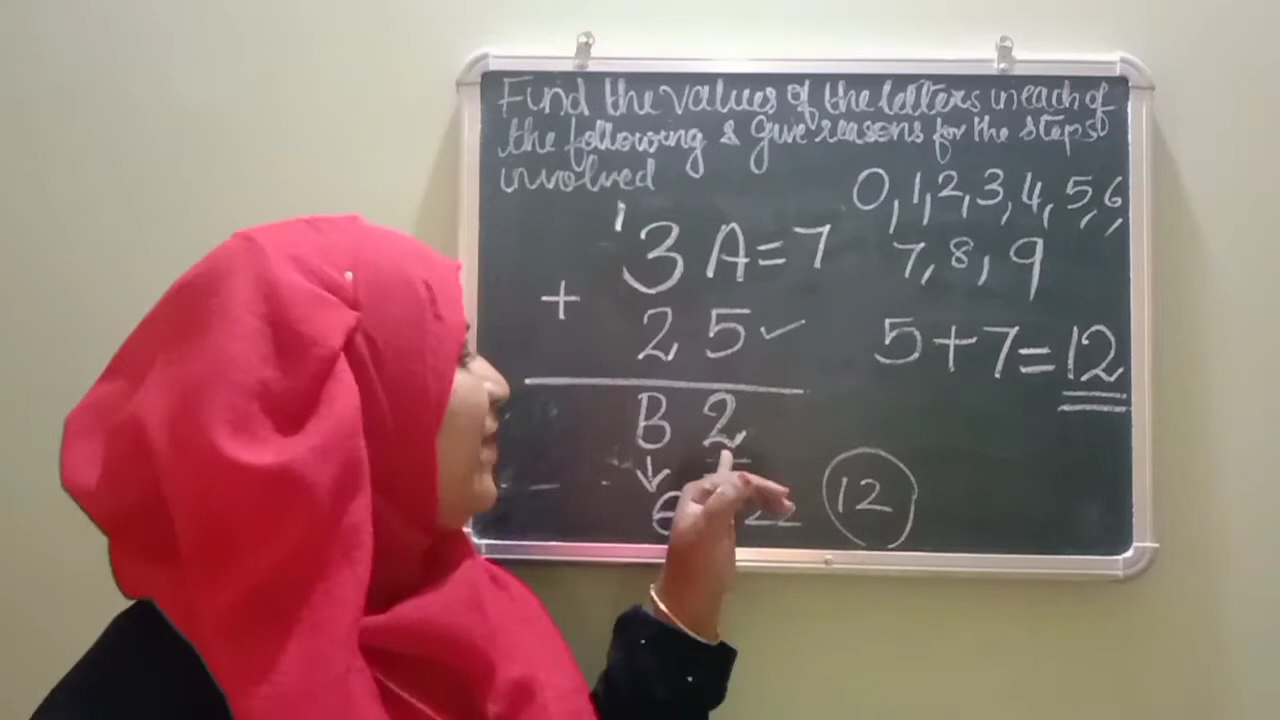 Find the values of the letters in each of
the following & give reasons for the steps
involved
0, 1, 2, 3, 4, 5, 6,
7, 8, 9
1
3 A = 7
+
2 5 ✓
5 + 7 = 12
B 2
↓
12